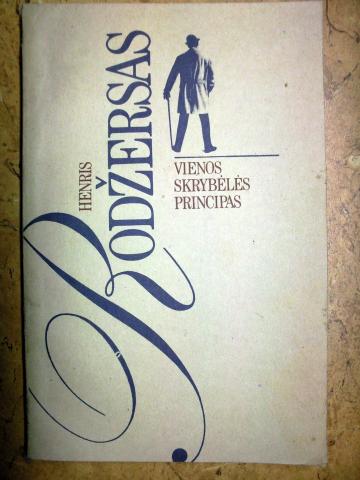 HENRIS
RODŽERSAS
VIENOS
SKRYBĖLĖS
PRINCIPAS